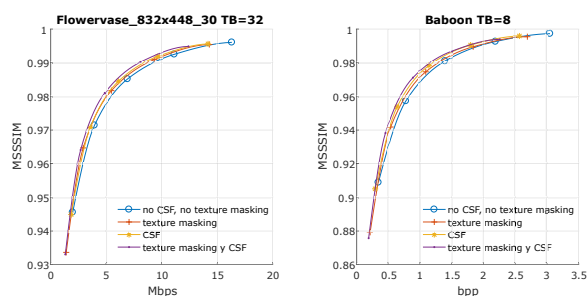 Flowervase_832x448_30 TB=32
MSSSIM
1
0.99
0.98
0.97
0.96
0.95
0.94
0.93
0
5
10
15
20
Mbps
no CSF, no texture masking
texture masking
CSF
texture masking y CSF
Baboon TB=8
MSSSIM
1
0.98
0.96
0.94
0.92
0.9
0.88
0.86
0
0.5
1
1.5
2
2.5
3
3.5
bpp
no CSF, no texture masking
texture masking
CSF
texture masking y CSF